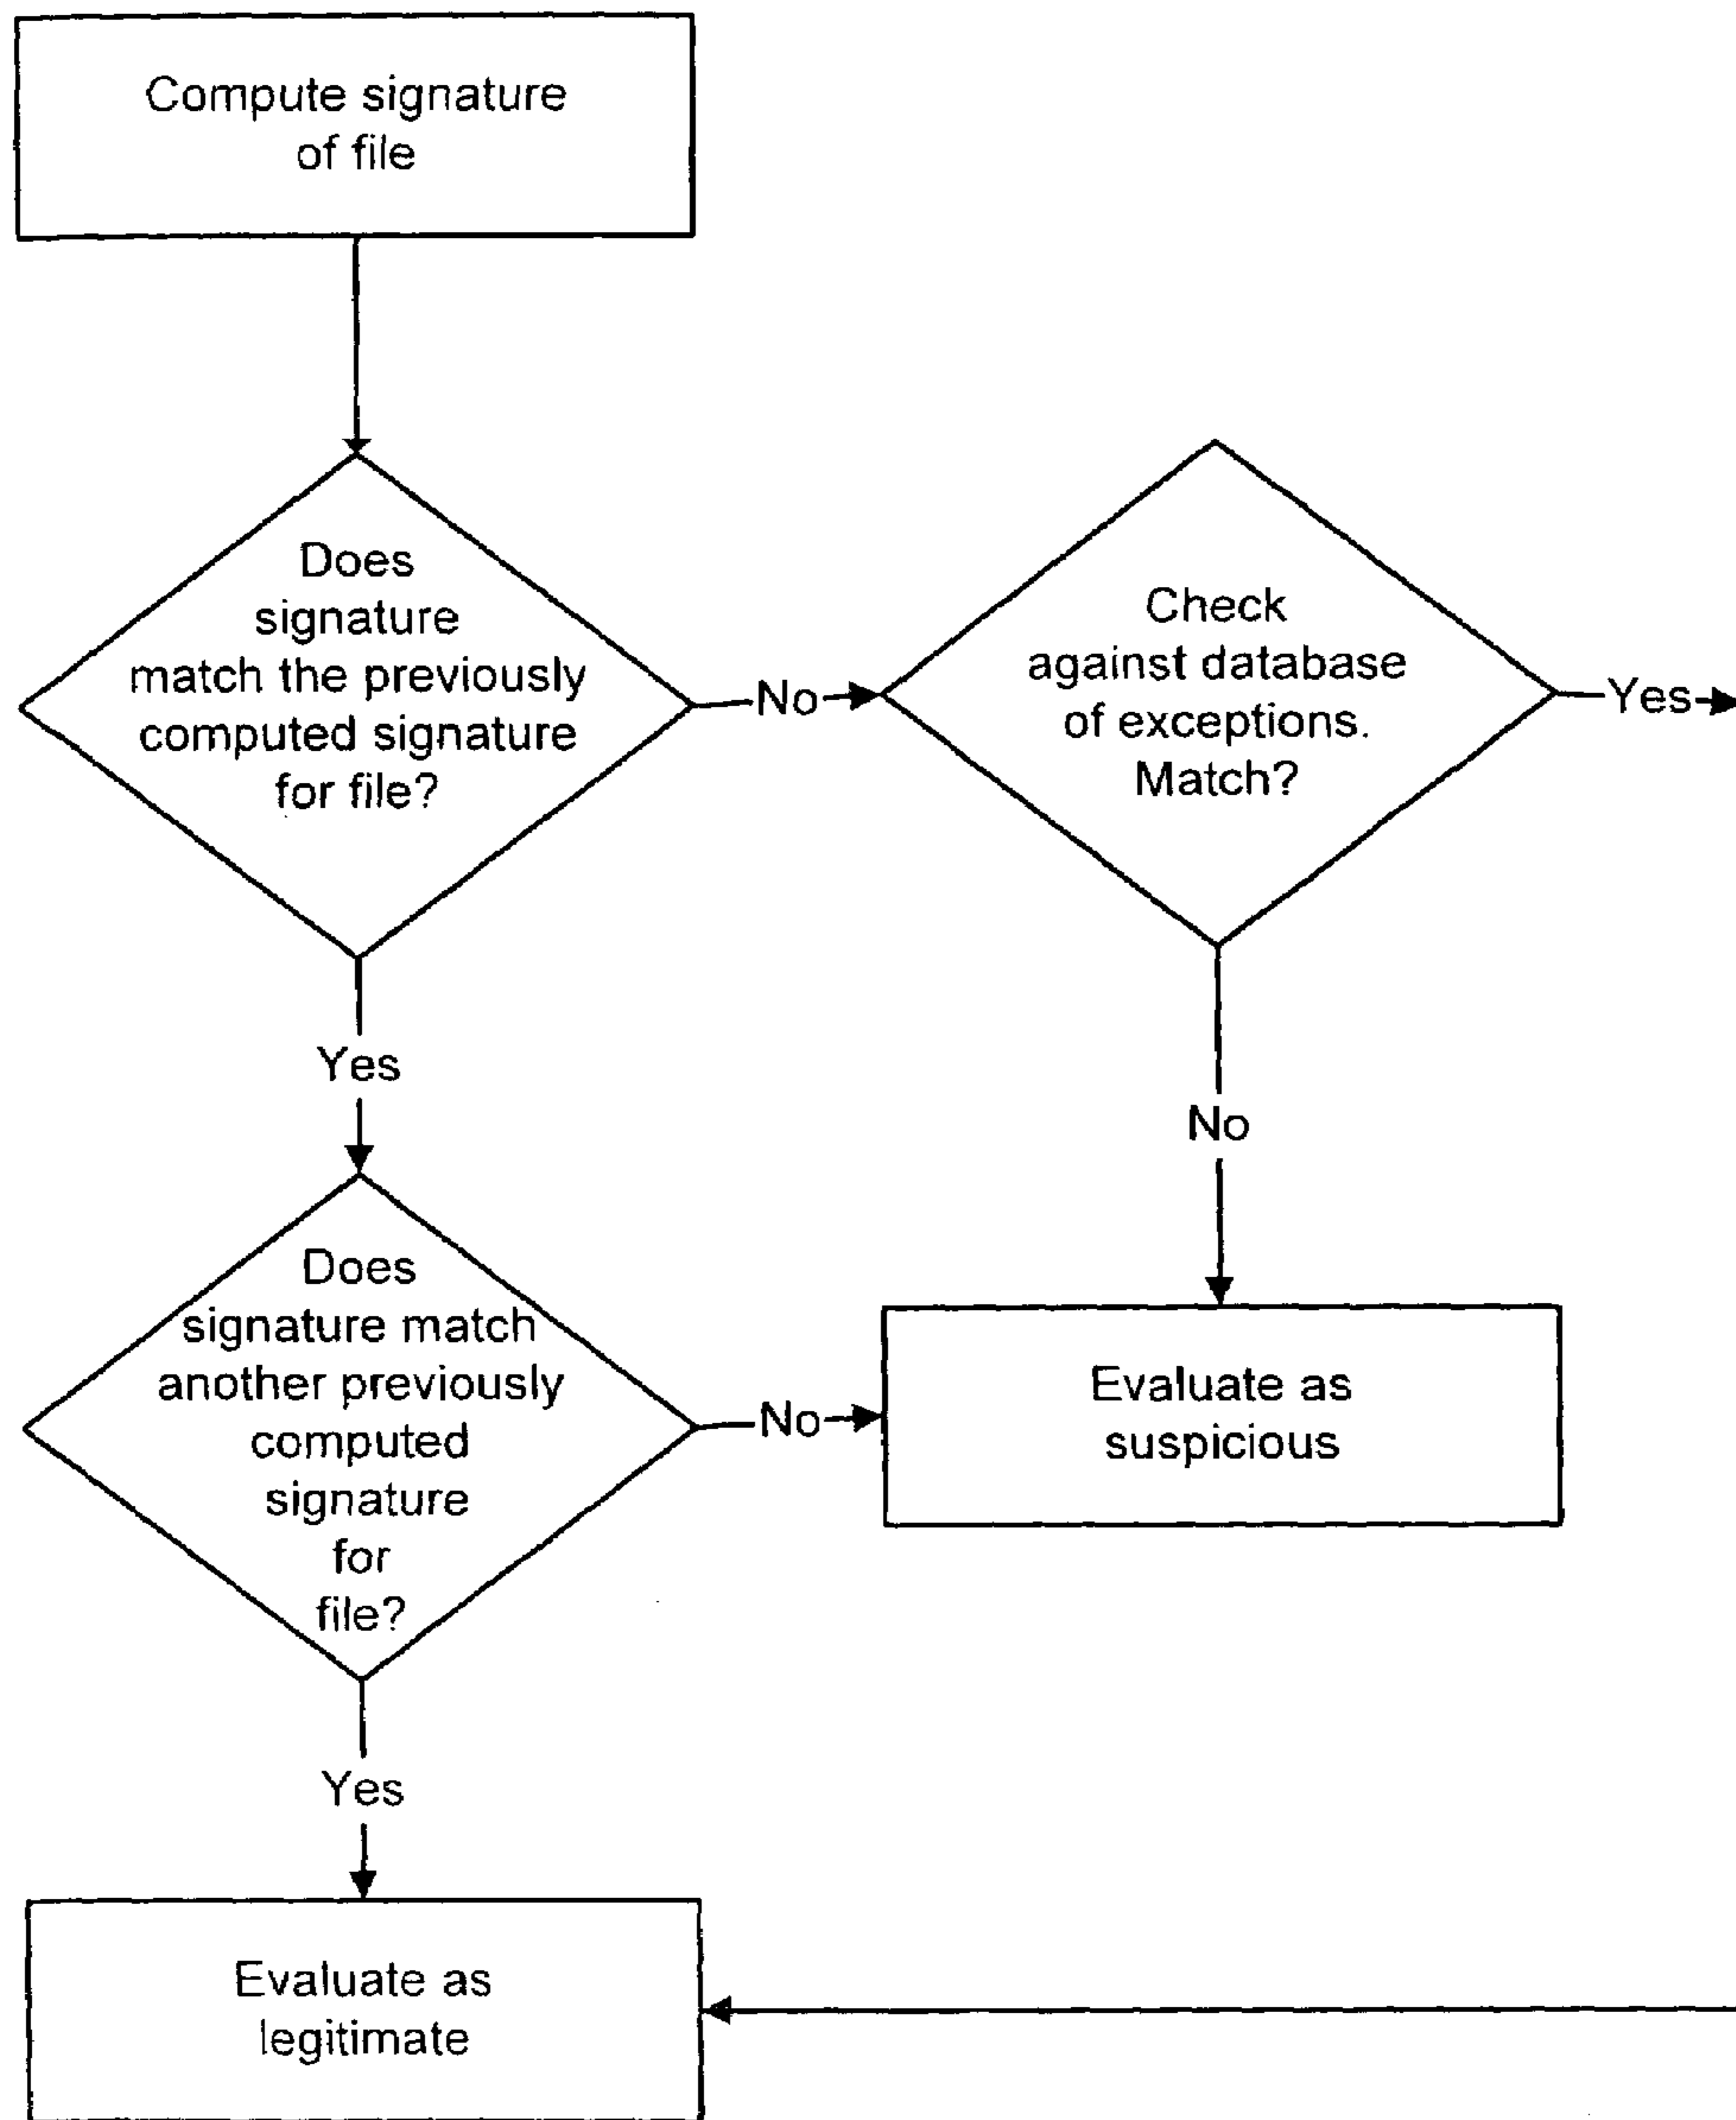 Compute signature
of file
Does
signature
match the previously
computed signature
for file?
No
Check
against database
of exceptions.
Match?
Yes
Yes
No
Does
signature match
another previously
computed
signature
for
file?
No
Evaluate as
suspicious
Yes
Evaluate as
legitimate